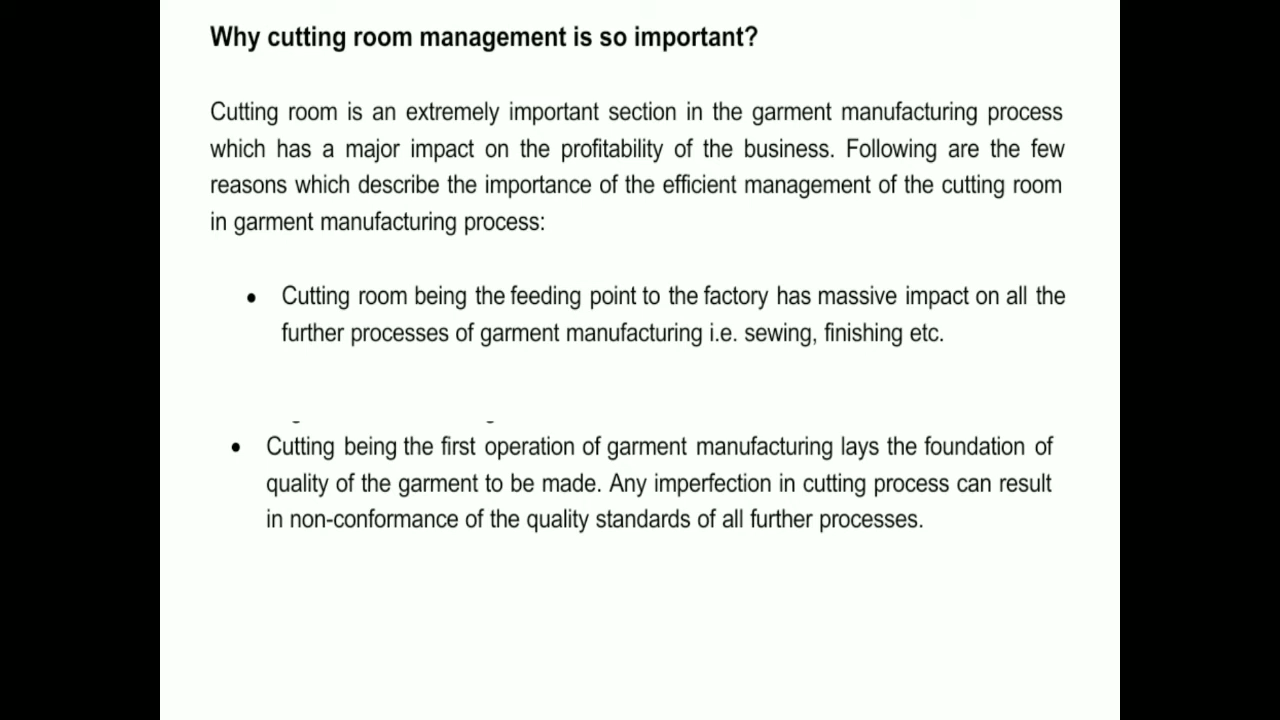 Why cutting room management is so important?
Cutting room is an extremely important section in the garment manufacturing process
which has a major impact on the profitability of the business. Following are the few
reasons which describe the importance of the efficient management of the cutting room
in garment manufacturing process:
• Cutting room being the feeding point to the factory has massive impact on all the
further processes of garment manufacturing i.e. sewing, finishing etc.
• Cutting being the first operation of garment manufacturing lays the foundation of
quality of the garment to be made. Any imperfection in cutting process can result
in non-conformance of the quality standards of all further processes.